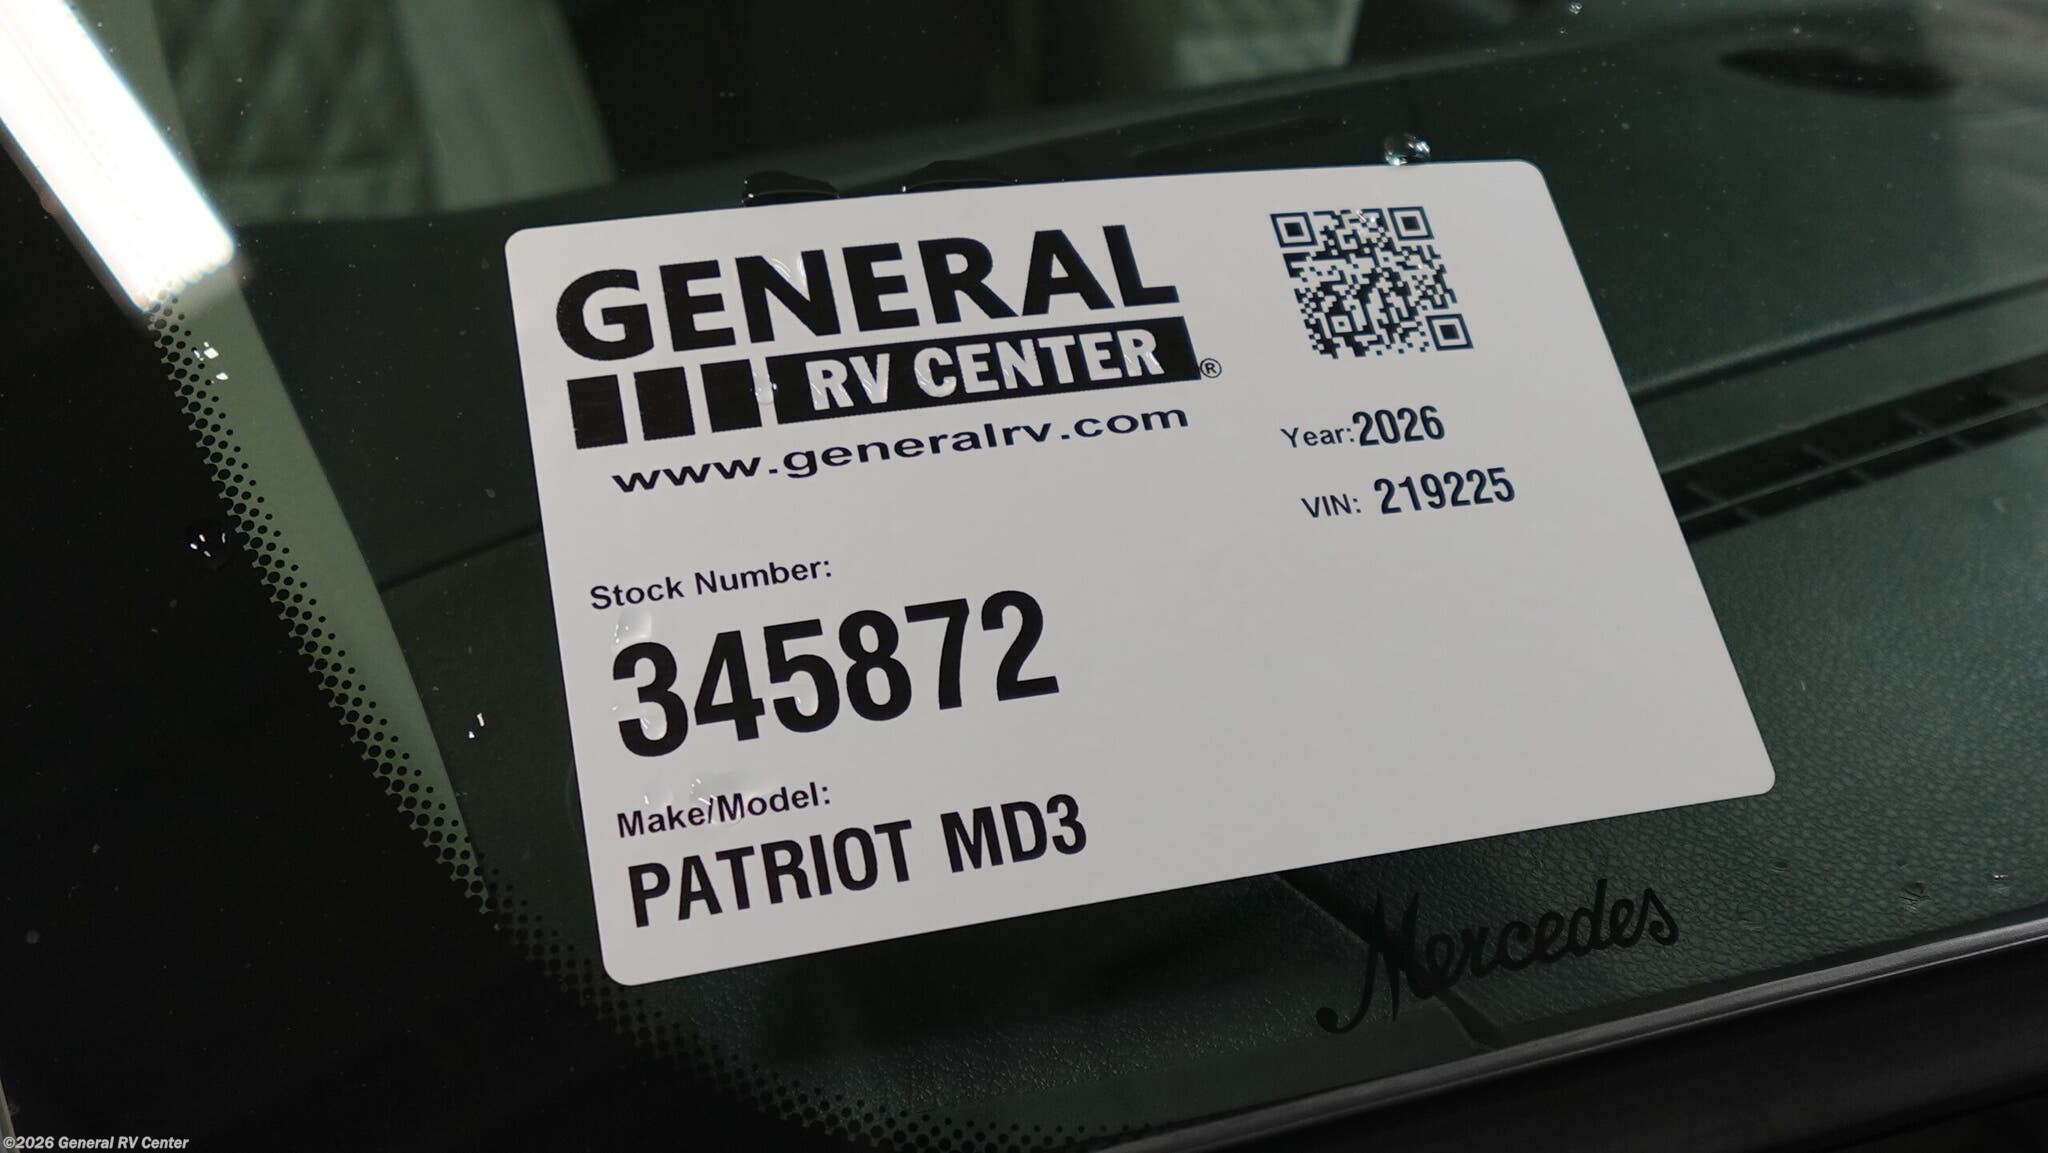 GENERAL
RV CENTER®
www.generalrv.com
Year:2026
VIN: 219225
Stock Number:
345872
Make/Model:
PATRIOT MD3
Mercedes
©2026 General RV Center